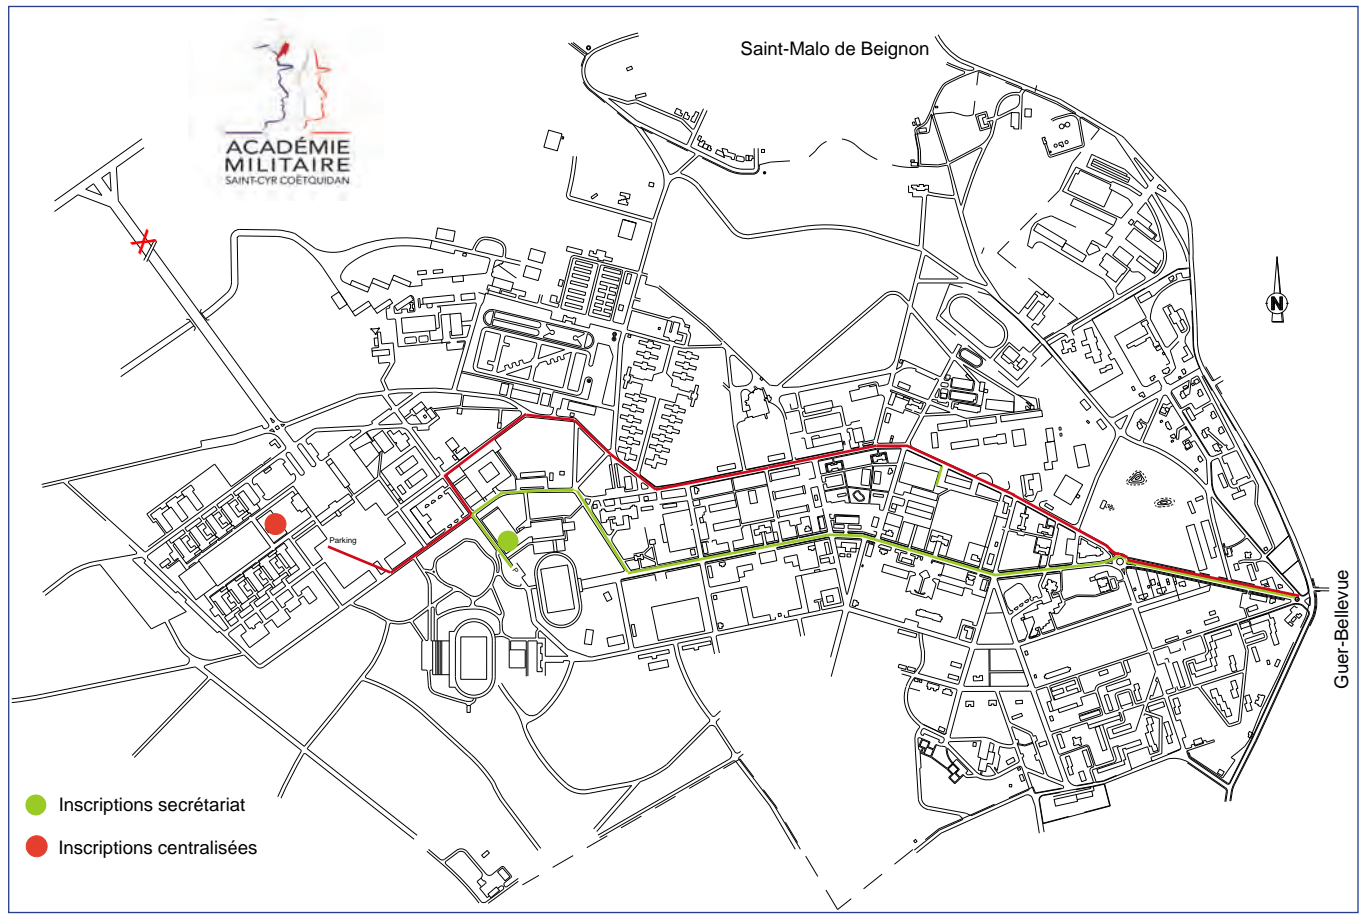 Saint-Malo de Beignon
ACADÉMIE
MILITAIRE
SAINT-CYR COËTQUIDAN
N
Parking
Guer-Bellevue
Inscriptions secrétariat
Inscriptions centralisées